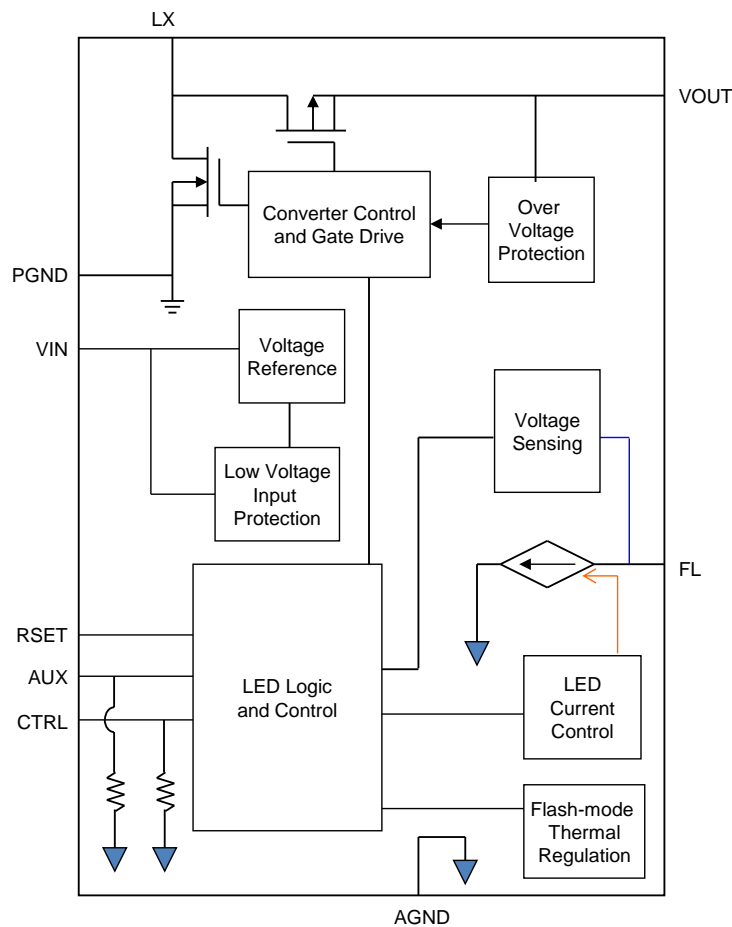 LX
VOUT
Converter Control
and Gate Drive
Over
Voltage
Protection
PGND
VIN
Voltage
Reference
Voltage
Sensing
Low Voltage
Input
Protection
FL
RSET
AUX
CTRL
LED Logic
and Control
LED
Current
Control
Flash-mode
Thermal
Regulation
AGND